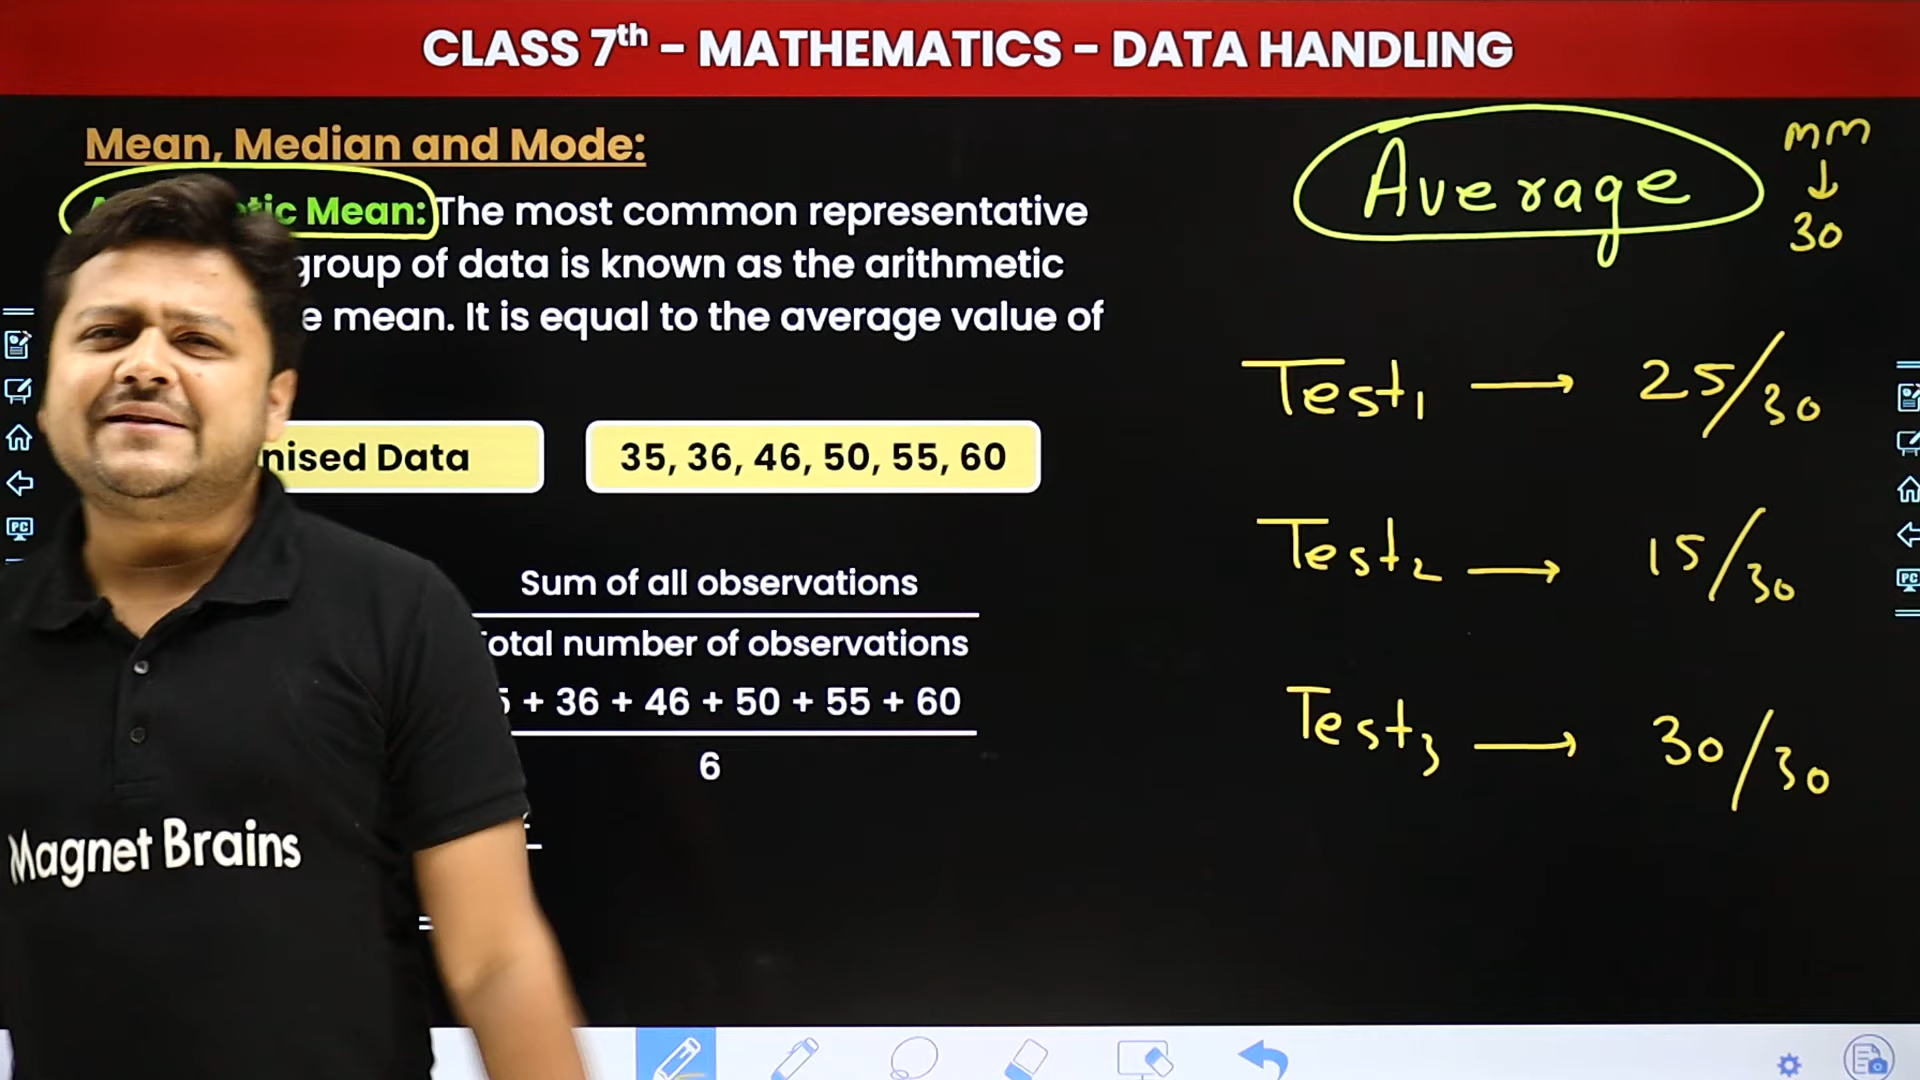 CLASS 7th - MATHEMATICS - DATA HANDLING
Mean, Median and Mode:
Mean: The most common representative
group of data is known as the arithmetic
mean. It is equal to the average value of
Data
35, 36, 46, 50, 55, 60
Sum of all observations
number of observations
+ 36 + 46 + 50 + 55 + 60
6
=
Average
MM
↓
30
Test1 → 25/30
Test2 → 15/30
Test3 → 30/30
Magnet Brains
PC
PC